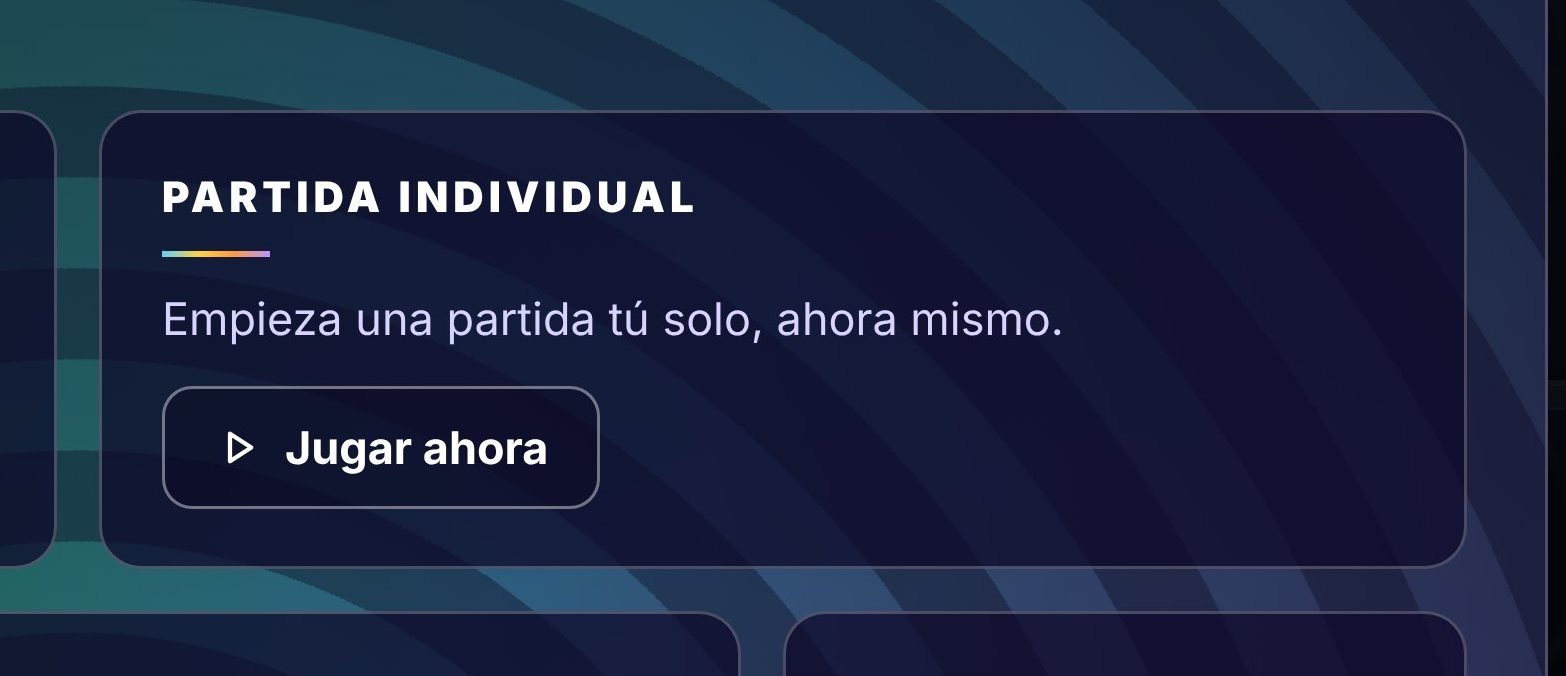 PARTIDA INDIVIDUAL
Empieza una partida tú solo, ahora mismo.
Jugar ahora